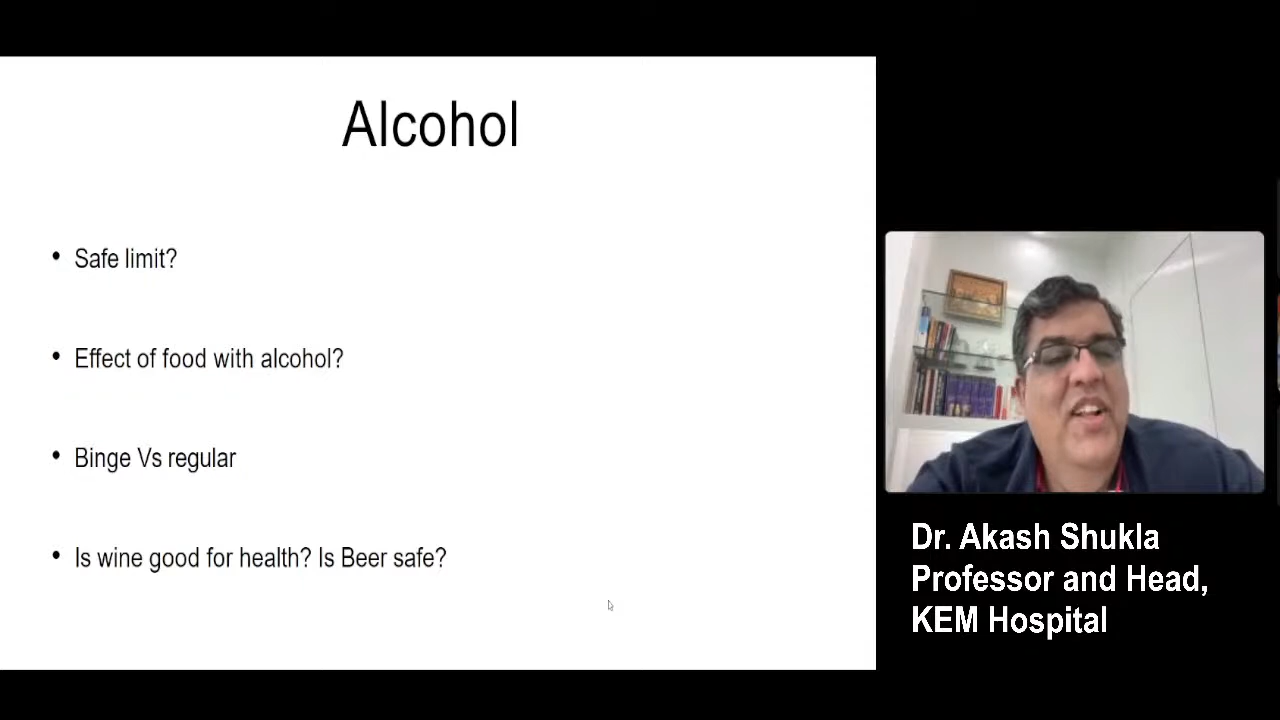 Alcohol
• Safe limit?
• Effect of food with alcohol?
• Binge Vs regular
• Is wine good for health? Is Beer safe?
Dr. Akash Shukla
Professor and Head,
KEM Hospital